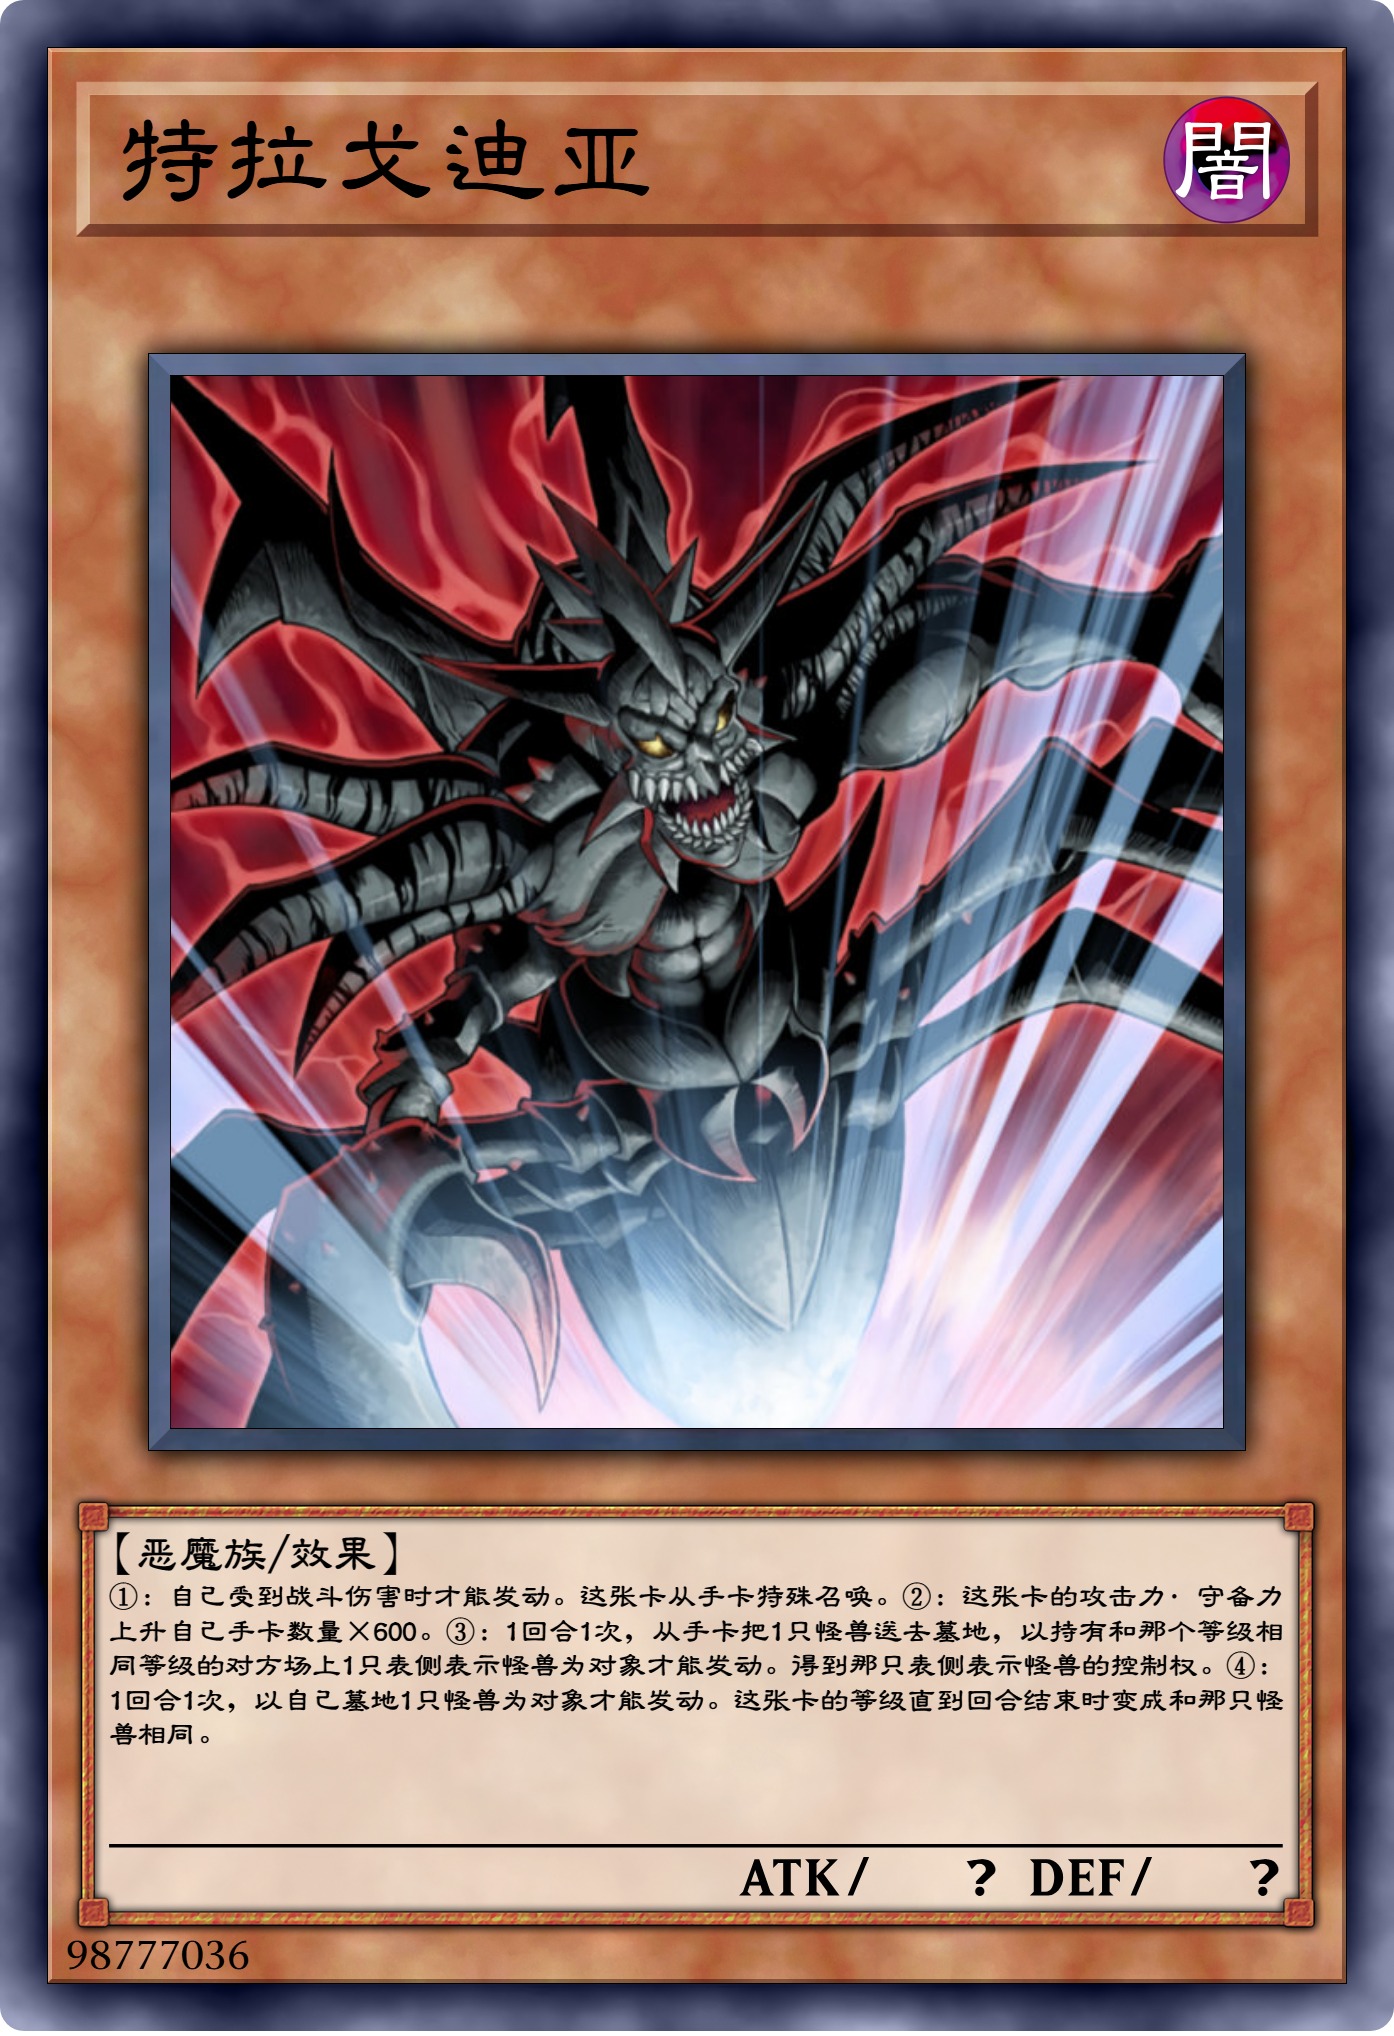 特拉戈迪亚
闇
【恶魔族/效果】
①：自己受到战斗伤害时才能发动。这张卡从手卡特殊召唤。②：这张卡的攻击力·守备力
上升自己手卡数量×600。③：1回合1次，从手卡把1只怪兽送去墓地，以持有和那个等级相
同等级的对方场上1只表侧表示怪兽为对象才能发动。得到那只表侧表示怪兽的控制权。④：
1回合1次，以自己墓地1只怪兽为对象才能发动。这张卡的等级直到回合结束时变成和那只怪
兽相同。
ATK/ ? DEF/ ?
98777036